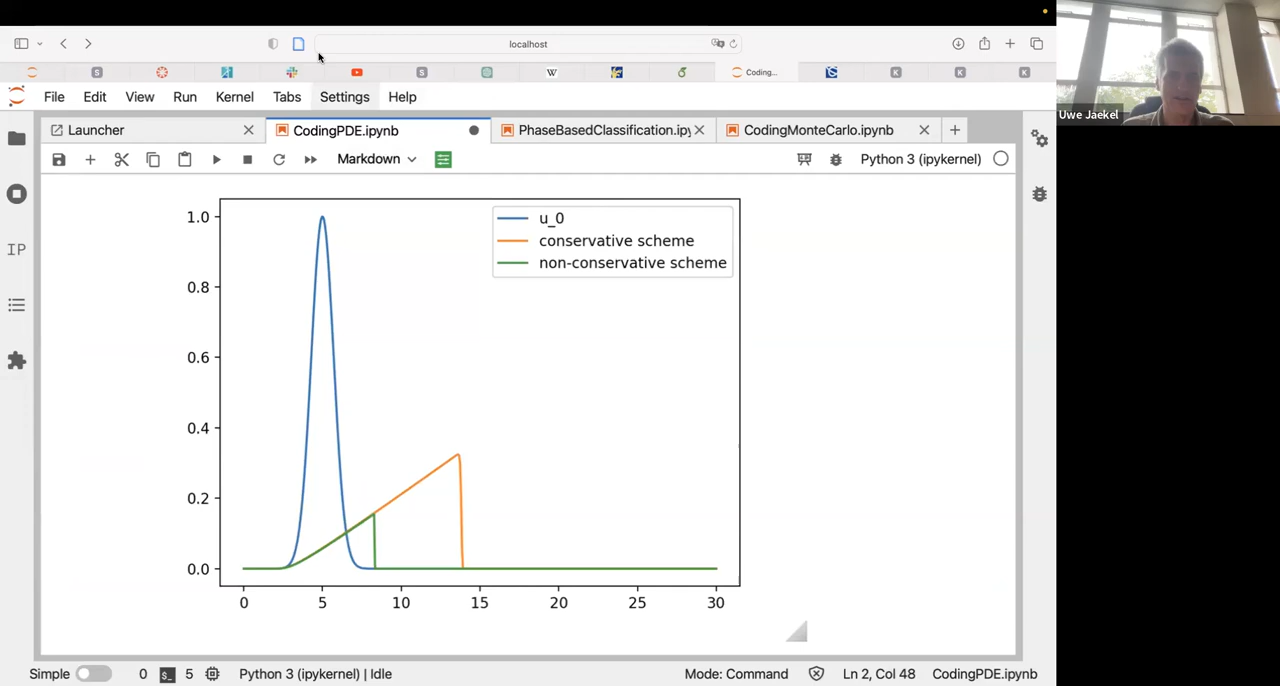 localhost
S
S
W
Coding...
K
K
K
File Edit View Run Kernel Tabs Settings Help
Launcher
CodingPDE.ipynb
PhaseBasedClassification.ipy
CodingMonteCarlo.ipynb
Markdown
Python 3 (ipykernel)
IP
1.0
0.8
0.6
0.4
0.2
0.0
u_0
conservative scheme
non-conservative scheme
0 5 10 15 20 25 30
Simple 0 $_ 5 Python 3 (ipykernel) | Idle Mode: Command Ln 2, Col 48 CodingPDE.ipynb
Uwe Jaekel